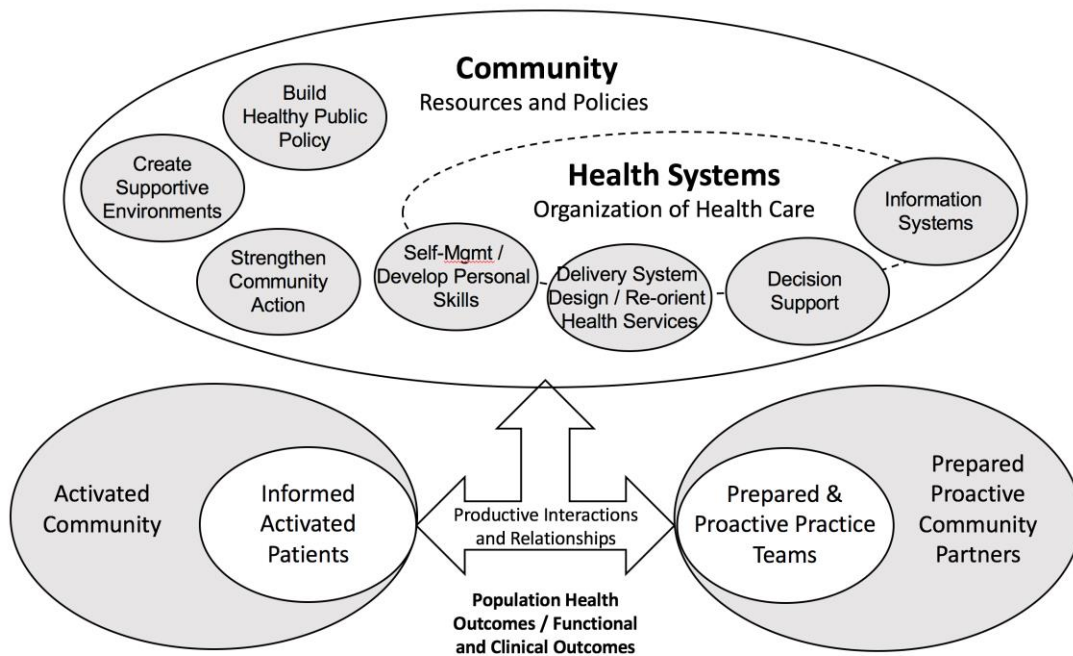 Community
Resources and Policies
Build
Healthy Public
Policy
Create
Supportive
Environments
Strengthen
Community
Action
Health Systems
Organization of Health Care
Self-Mgmt /
Develop Personal
Skills
Delivery System
Design / Re-orient
Health Services
Decision
Support
Information
Systems
Activated
Community
Informed
Activated
Patients
Productive Interactions
and Relationships
Prepared &
Proactive Practice
Teams
Prepared
Proactive
Community
Partners
Population Health
Outcomes / Functional
and Clinical Outcomes